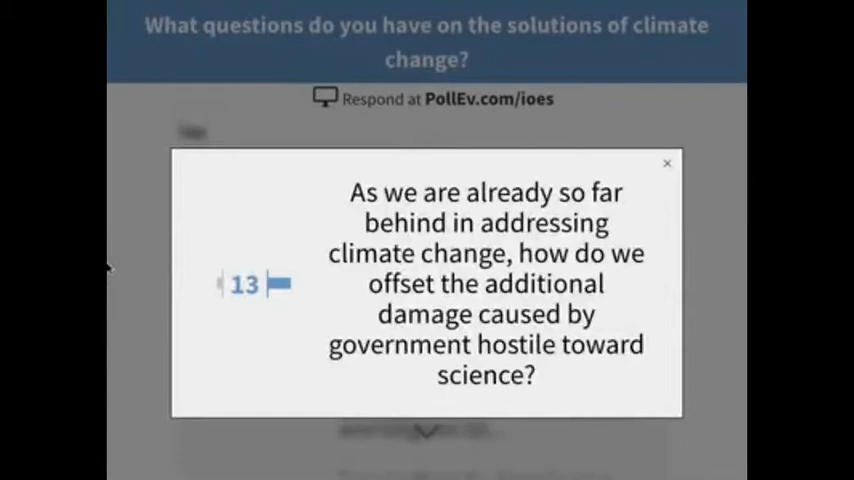 What questions do you have on the solutions of climate
change?
Respond at PollEv.com/ioes
×
As we are already so far
behind in addressing
climate change, how do we
offset the additional
13
damage caused by
government hostile toward
science?